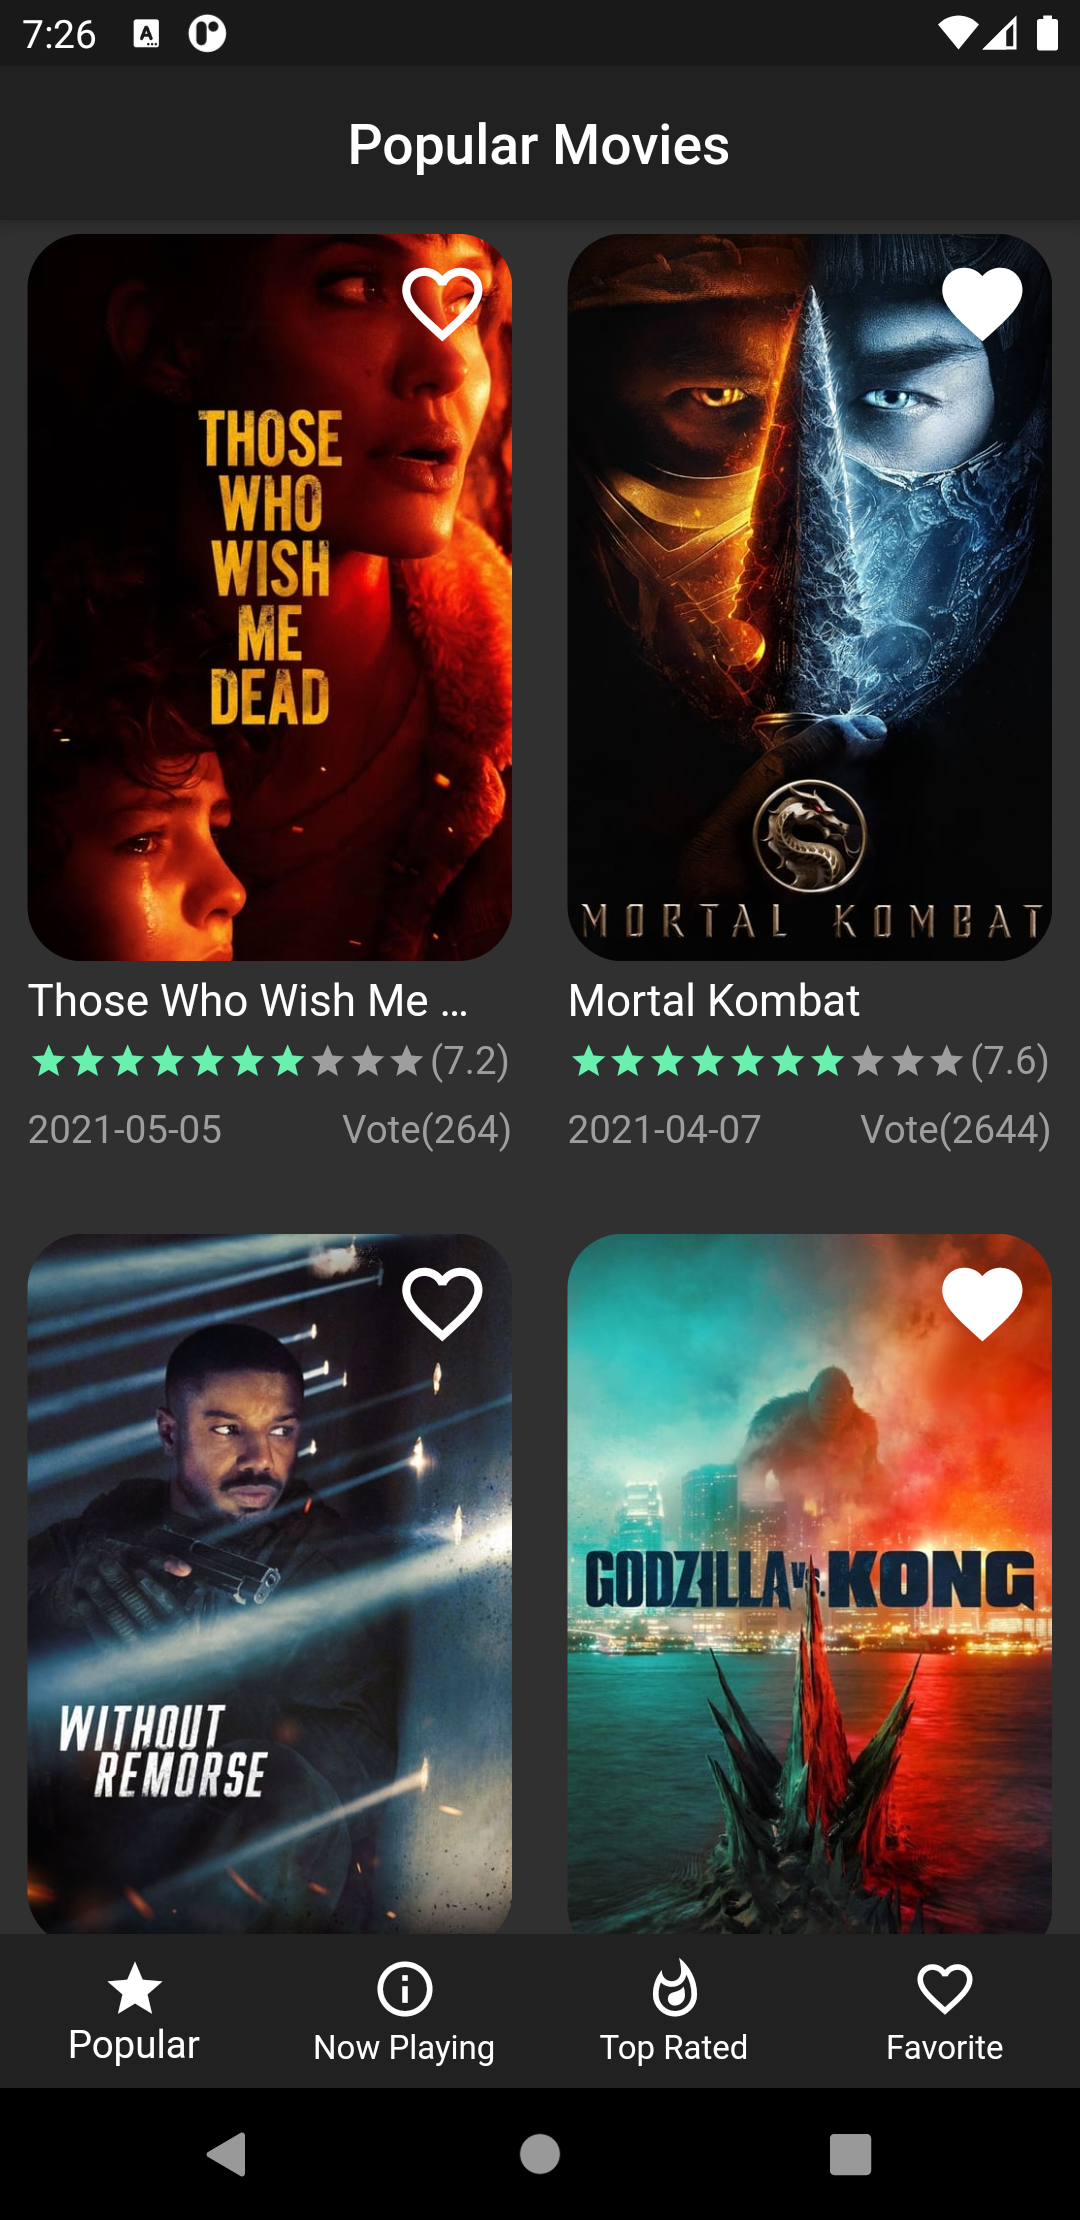 7:26
Popular Movies
THOSE
WHO
WISH
ME
DEAD
MORTAL KOMBAT
Those Who Wish Me ...
(7.2)
2021-05-05
Vote(264)
Mortal Kombat
(7.6)
2021-04-07
Vote(2644)
WITHOUT
REMORSE
GODZILLA vs. KONG
Popular
Now Playing
Top Rated
Favorite